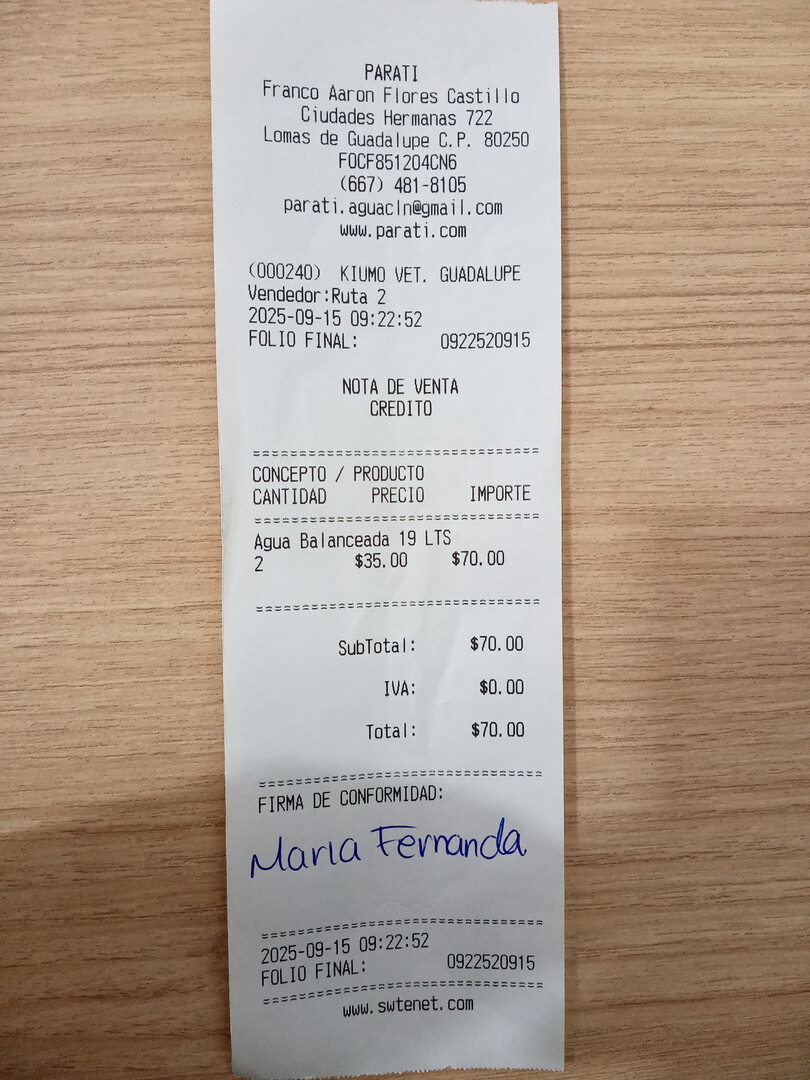 PARATI
Franco Aaron Flores Castillo
Ciudades Hermanas 722
Lomas de Guadalupe C.P. 80250
FOCF851204CN6
(667) 481-8105
parati.aguacln@gmail.com
www.parati.com
(000240) KIUMO VET. GUADALUPE
Vendedor:Ruta 2
2025-09-15 09:22:52
FOLIO FINAL: 0922520915
NOTA DE VENTA
CREDITO
CONCEPTO / PRODUCTO
CANTIDAD PRECIO IMPORTE
Agua Balanceada 19 LTS
2 $35.00 $70.00
SubTotal: $70.00
IVA: $0.00
Total: $70.00
FIRMA DE CONFORMIDAD:
Maria Fernanda
2025-09-15 09:22:52
FOLIO FINAL: 0922520915
www.swtenet.com